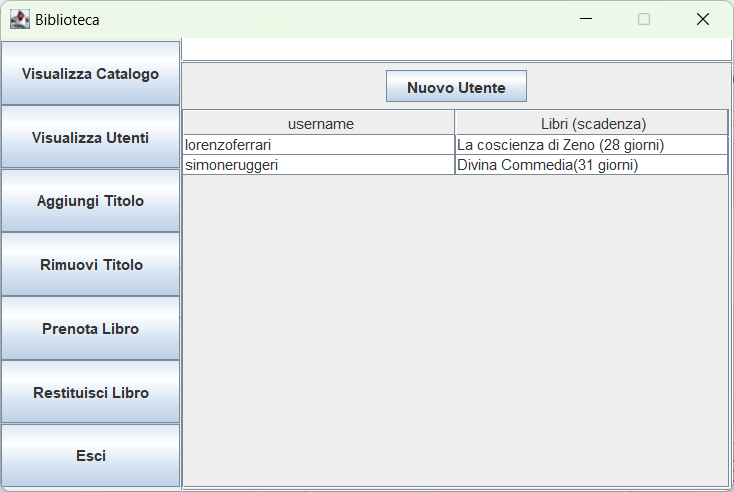 Biblioteca
Visualizza Catalogo
Visualizza Utenti
Aggiungi Titolo
Rimuovi Titolo
Prenota Libro
Restituisci Libro
Esci
Nuovo Utente
username Libri (scadenza)
lorenzoferrari La coscienza di Zeno (28 giorni)
simoneruggeri Divina Commedia(31 giorni)